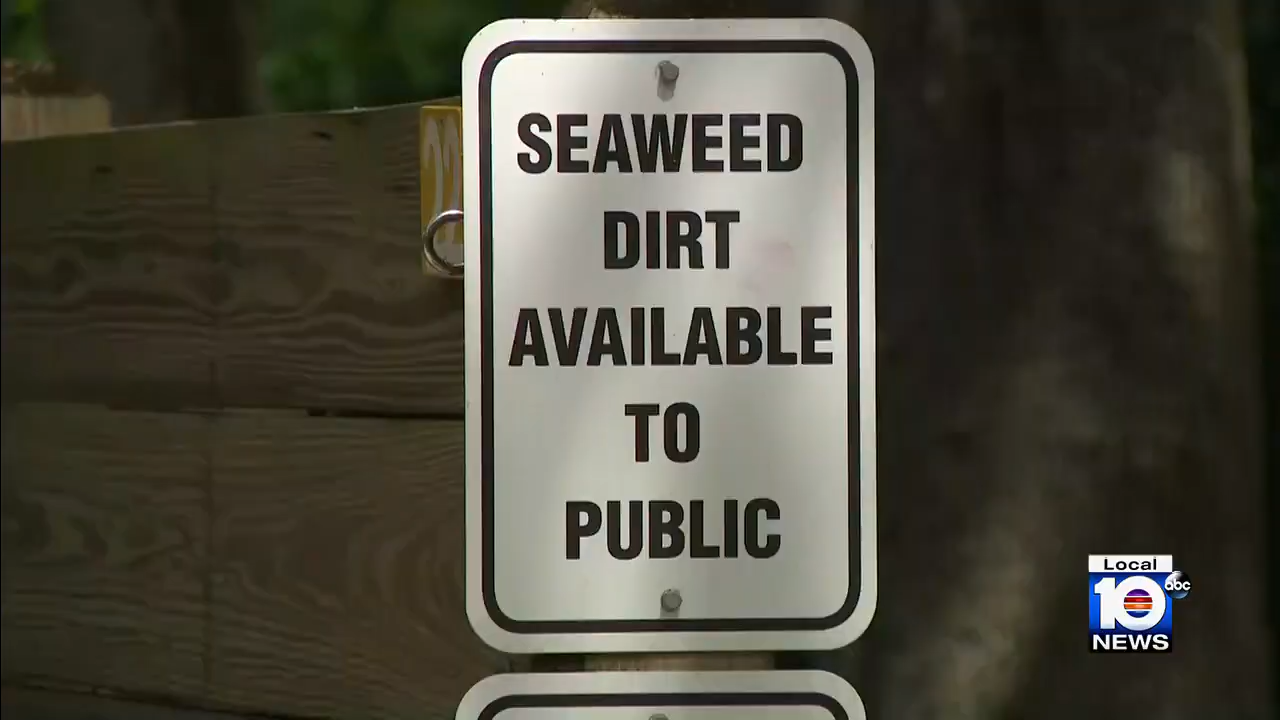 SEAWEED
DIRT
AVAILABLE
TO
PUBLIC
Local
10 abc
NEWS